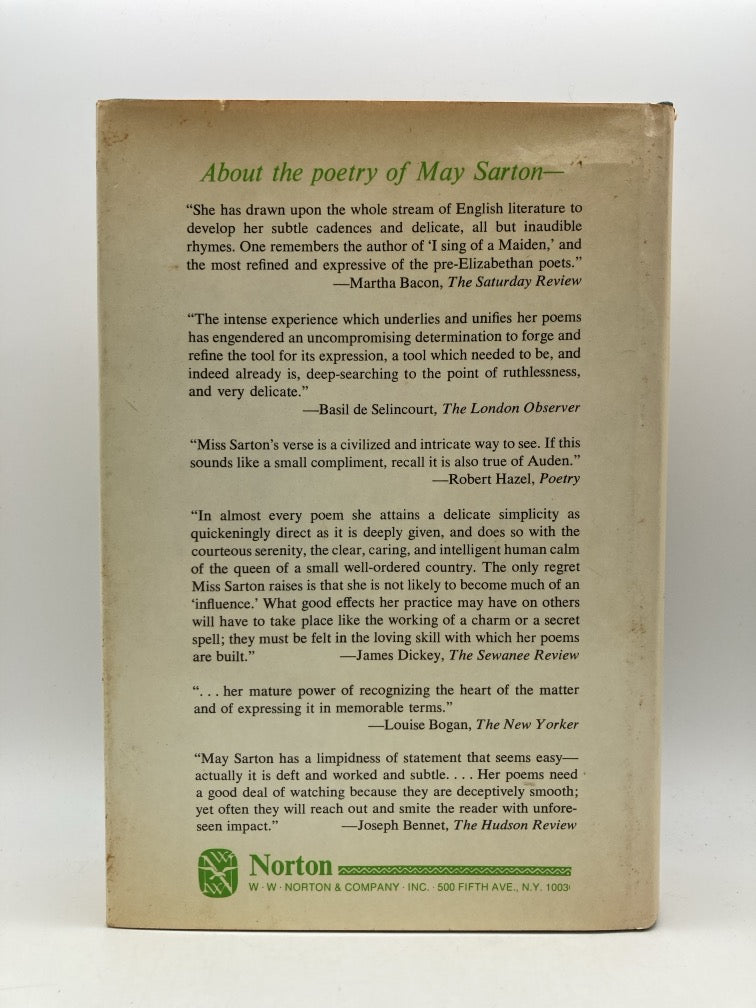 About the poetry of May Sarton—
“She has drawn upon the whole stream of English literature to
develop her subtle cadences and delicate, all but inaudible
rhymes. One remembers the author of ‘I sing of a Maiden,’ and
the most refined and expressive of the pre-Elizabethan poets.”
—Martha Bacon, The Saturday Review
“The intense experience which underlies and unifies her poems
has engendered an uncompromising determination to forge and
refine the tool for its expression, a tool which needed to be, and
indeed already is, deep-searching to the point of ruthlessness,
and very delicate.”
—Basil de Selincourt, The London Observer
“Miss Sarton’s verse is a civilized and intricate way to see. If this
sounds like a small compliment, recall it is also true of Auden.”
—Robert Hazel, Poetry
“In almost every poem she attains a delicate simplicity as
quickeningly direct as it is deeply given, and does so with the
courteous serenity, the clear, caring, and intelligent human calm
of the queen of a small well-ordered country. The only regret
Miss Sarton raises is that she is not likely to become much of an
‘influence.’ What good effects her practice may have on others
will have to take place like the working of a charm or a secret
spell; they must be felt in the loving skill with which her poems
are built.” —James Dickey, The Sewanee Review
“. . . her mature power of recognizing the heart of the matter
and of expressing it in memorable terms.”
—Louise Bogan, The New Yorker
“May Sarton has a limpidness of statement that seems easy—
actually it is deft and worked and subtle. . . . Her poems need
a good deal of watching because they are deceptively smooth;
yet often they will reach out and smite the reader with unfore-
seen impact.” —Joseph Bennet, The Hudson Review
Norton
W · W · NORTON & COMPANY · INC. · 500 FIFTH AVE., N.Y. 1003